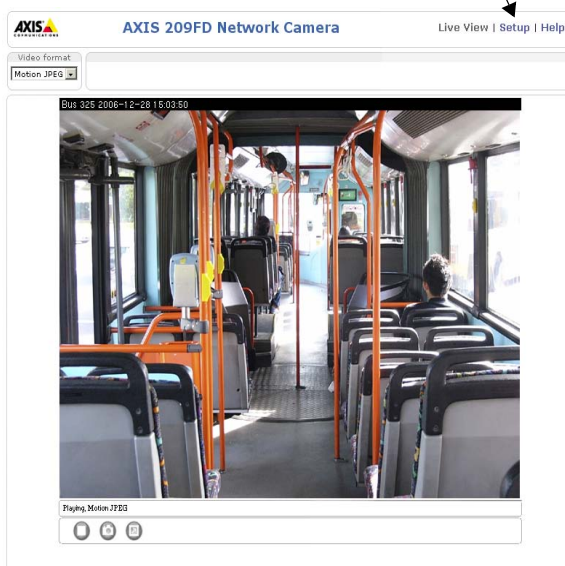 AXIS
COMMUNICATIONS
AXIS 209FD Network Camera
Live View | Setup | Help
Video format
Motion JPEG
Bus 325 2006-12-28 15:03:50
Playing, Motion JPEG